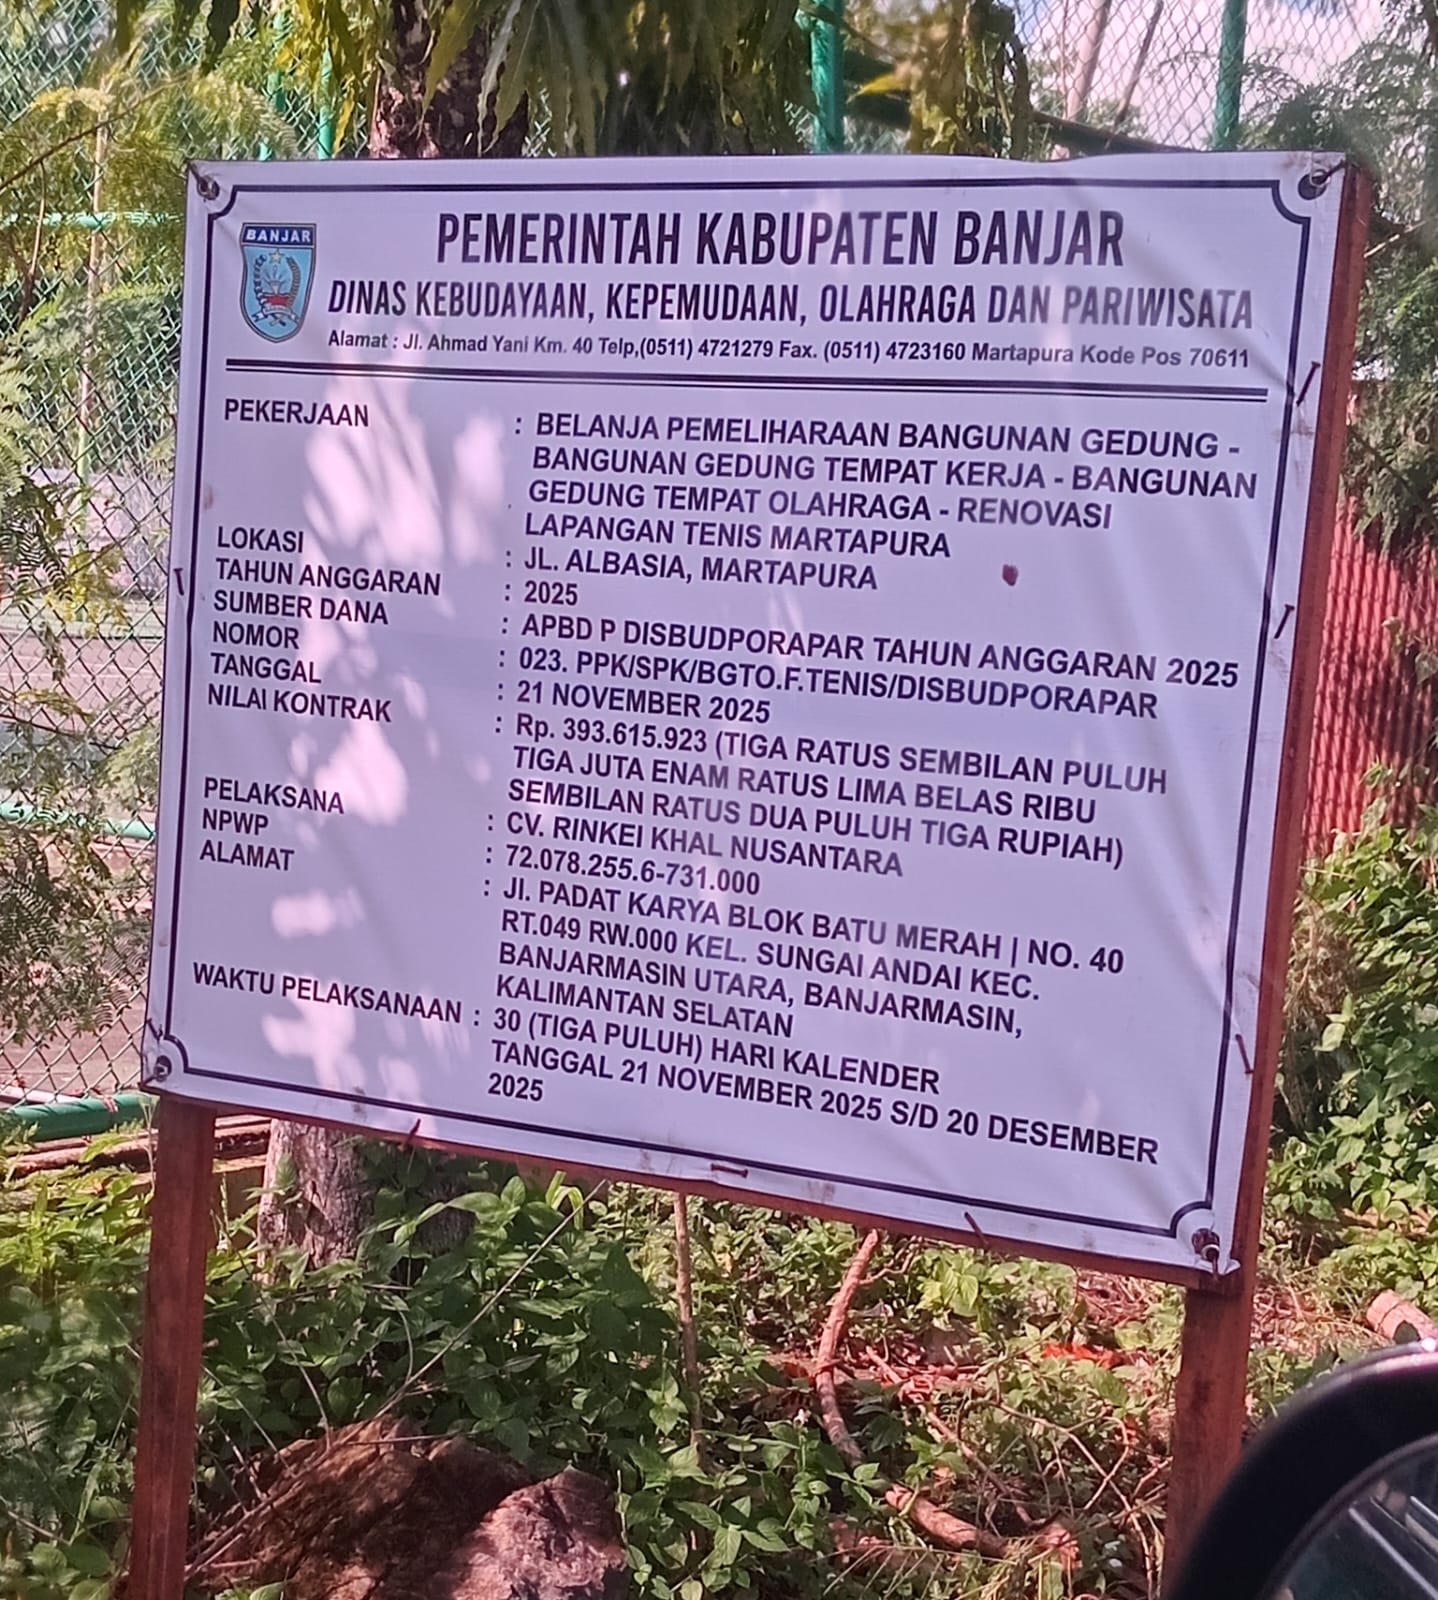 BANJAR
PEMERINTAH KABUPATEN BANJAR
DINAS KEBUDAYAAN, KEPEMUDAAN, OLAHRAGA DAN PARIWISATA
Alamat : Jl. Ahmad Yani Km. 40 Telp,(0511) 4721279 Fax. (0511) 4723160 Martapura Kode Pos 70611
PEKERJAAN : BELANJA PEMELIHARAAN BANGUNAN GEDUNG -
BANGUNAN GEDUNG TEMPAT KERJA - BANGUNAN
GEDUNG TEMPAT OLAHRAGA - RENOVASI
LAPANGAN TENIS MARTAPURA
LOKASI : JL. ALBASIA, MARTAPURA
TAHUN ANGGARAN : 2025
SUMBER DANA : APBD P DISBUDPORAPAR TAHUN ANGGARAN 2025
NOMOR : 023. PPK/SPK/BGTO.F.TENIS/DISBUDPORAPAR
TANGGAL : 21 NOVEMBER 2025
NILAI KONTRAK : Rp. 393.615.923 (TIGA RATUS SEMBILAN PULUH
TIGA JUTA ENAM RATUS LIMA BELAS RIBU
SEMBILAN RATUS DUA PULUH TIGA RUPIAH)
PELAKSANA : CV. RINKEI KHAL NUSANTARA
NPWP : 72.078.255.6-731.000
ALAMAT : Jl. PADAT KARYA BLOK BATU MERAH | NO. 40
RT.049 RW.000 KEL. SUNGAI ANDAI KEC.
BANJARMASIN UTARA, BANJARMASIN,
KALIMANTAN SELATAN
WAKTU PELAKSANAAN : 30 (TIGA PULUH) HARI KALENDER
TANGGAL 21 NOVEMBER 2025 S/D 20 DESEMBER
2025